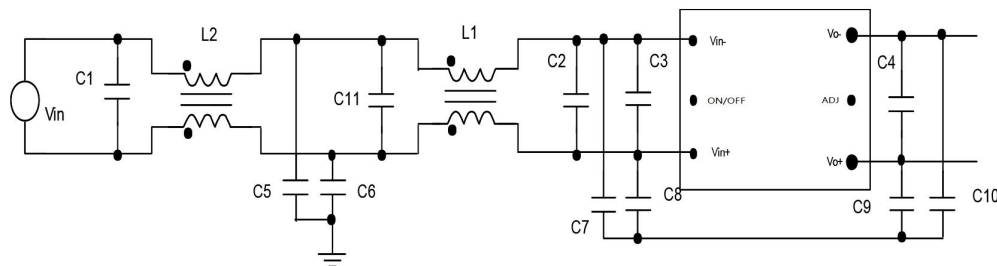 L2
L1
C1
Vin
C11
C2
C3
Vin-
Vo-
C4
ON/OFF
ADJ
Vin+
Vo+
C5
C6
C7
C8
C9
C10